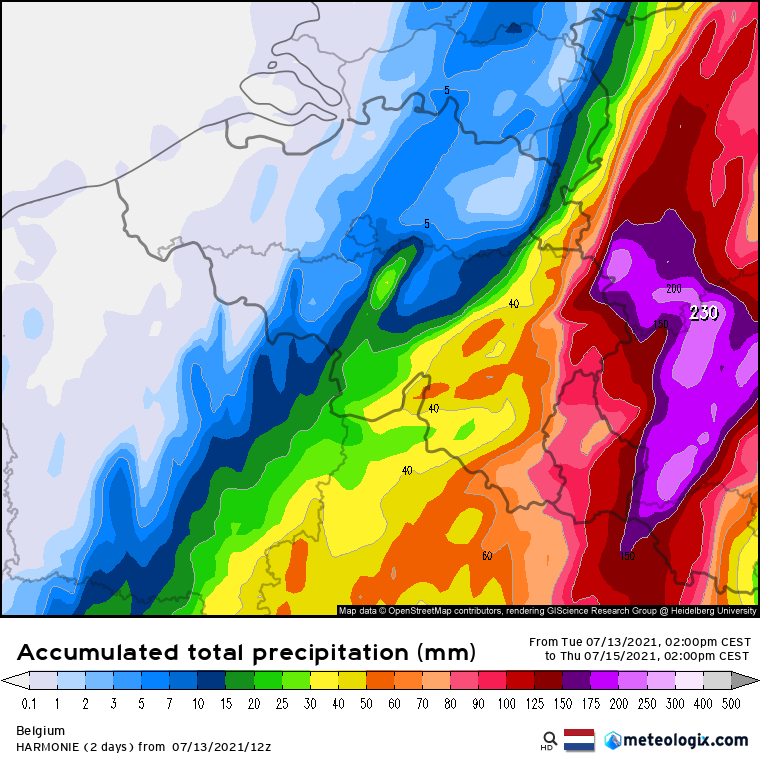 5
5
200
230
150
40
40
40
60
150
Map data © OpenStreetMap contributors, rendering GIScience Research Group @ Heidelberg University
Accumulated total precipitation (mm)
From Tue 07/13/2021, 02:00pm CEST
to Thu 07/15/2021, 02:00pm CEST
0.1 1 2 3 5 7 10 15 20 25 30 40 50 60 70 80 90 100 125 150 175 200 250 300 400 500
Belgium
HARMONIE (2 days) from 07/13/2021/12z
HD
meteologix.com